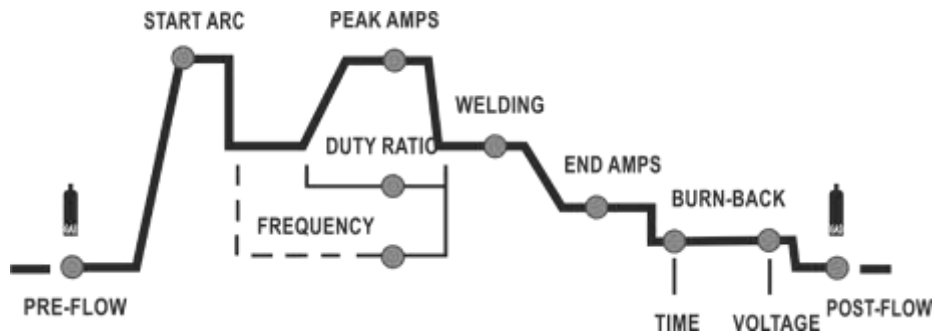 START ARC
PEAK AMPS
WELDING
DUTY RATIO
END AMPS
BURN-BACK
FREQUENCY
PRE-FLOW
TIME
VOLTAGE
POST-FLOW